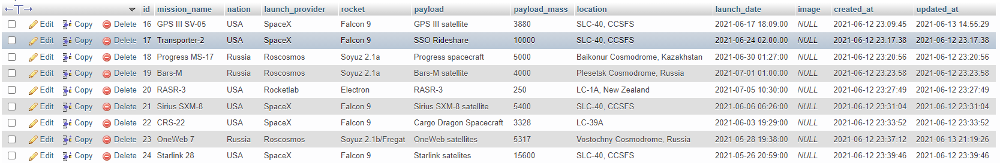 ←T→ id mission_name nation launch_provider rocket payload payload_mass location launch_date image created_at updated_at
Edit Copy Delete 16 GPS III SV-05 USA SpaceX Falcon 9 GPS III satellite 3880 SLC-40, CCSFS 2021-06-17 18:09:00 NULL 2021-06-12 23:09:45 2021-06-13 14:55:29
Edit Copy Delete 17 Transporter-2 USA SpaceX Falcon 9 SSO Rideshare 10000 SLC-40, CCSFS 2021-06-24 02:00:00 NULL 2021-06-12 23:17:38 2021-06-12 23:17:38
Edit Copy Delete 18 Progress MS-17 Russia Roscosmos Soyuz 2.1a Progress spacecraft 5000 Baikonur Cosmodrome, Kazakhstan 2021-06-30 01:27:00 NULL 2021-06-12 23:20:56 2021-06-12 23:20:56
Edit Copy Delete 19 Bars-M Russia Roscosmos Soyuz 2.1a Bars-M satellite 4000 Plesetsk Cosmodrome, Russia 2021-07-01 01:00:00 NULL 2021-06-12 23:23:58 2021-06-12 23:23:58
Edit Copy Delete 20 RASR-3 USA Rocketlab Electron RASR-3 250 LC-1A, New Zealand 2021-07-05 10:30:00 NULL 2021-06-12 23:27:49 2021-06-12 23:27:49
Edit Copy Delete 21 Sirius SXM-8 USA SpaceX Falcon 9 Sirius SXM-8 satellite 5400 SLC-40, CCSFS 2021-06-06 06:26:00 NULL 2021-06-12 23:31:04 2021-06-12 23:31:04
Edit Copy Delete 22 CRS-22 USA SpaceX Falcon 9 Cargo Dragon Spacecraft 3328 LC-39A 2021-06-03 19:29:00 NULL 2021-06-12 23:33:52 2021-06-12 23:33:52
Edit Copy Delete 23 OneWeb 7 Russia Roscosmos Soyuz 2.1b/Fregat OneWeb satellites 5317 Vostochny Cosmodrome, Russia 2021-05-28 19:38:00 NULL 2021-06-12 23:37:12 2021-06-13 21:19:26
Edit Copy Delete 24 Starlink 28 USA SpaceX Falcon 9 Starlink satelites 15600 SLC-40, CCSFS 2021-05-26 20:59:00 NULL 2021-06-12 23:39:46 2021-06-12 23:39:46